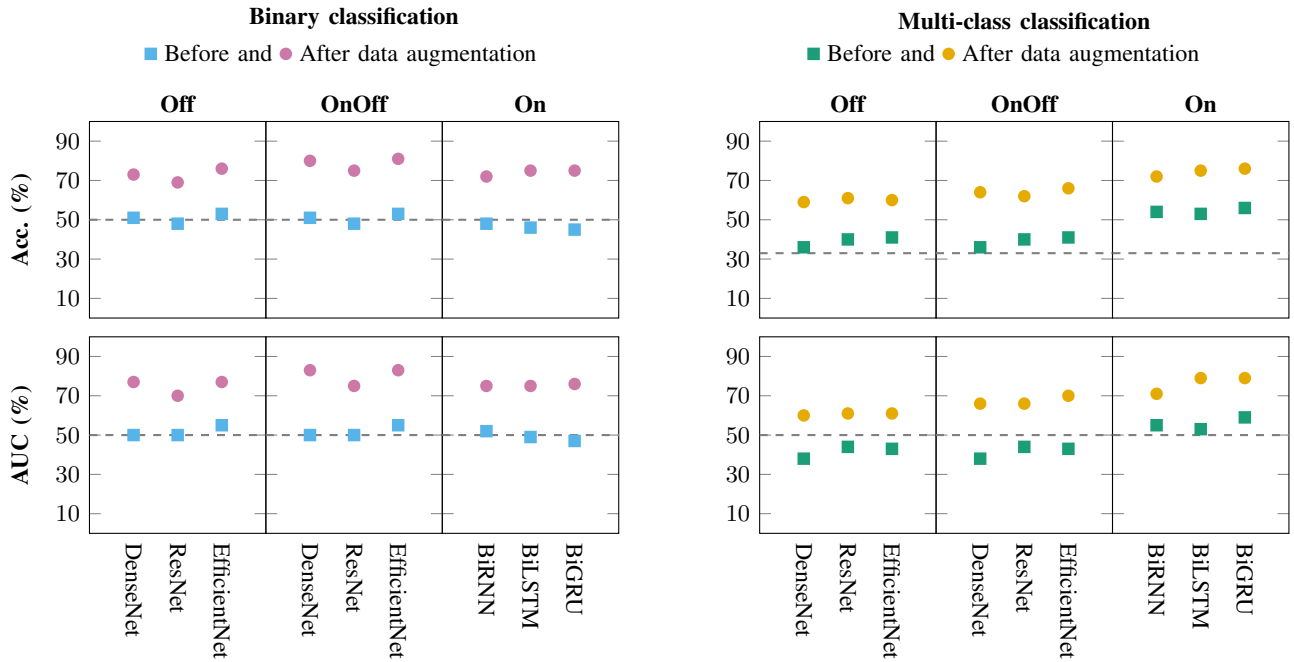 Binary classification
Before and After data augmentation
Off OnOff On
Acc. (%)
90
70
50
30
10
AUC (%)
90
70
50
30
10
DenseNet
ResNet
EfficientNet
DenseNet
ResNet
EfficientNet
BiRNN
BiLSTM
BiGRU
Multi-class classification
Before and After data augmentation
Off OnOff On
90
70
50
30
10
90
70
50
30
10
DenseNet
ResNet
EfficientNet
DenseNet
ResNet
EfficientNet
BiRNN
BiLSTM
BiGRU